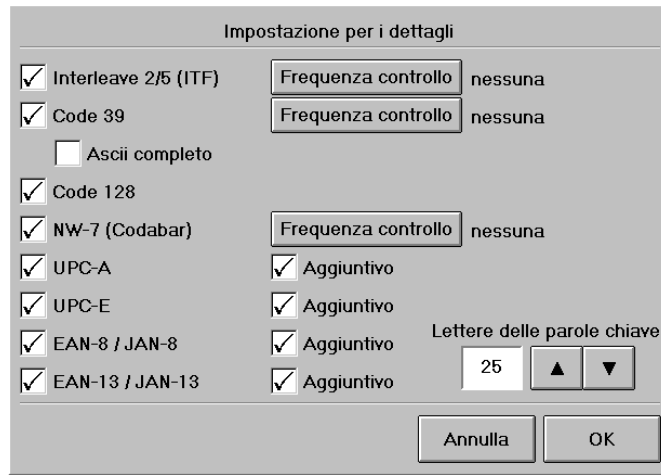 Impostazione per i dettagli
Interleave 2/5 (ITF) Frequenza controllo nessuna
Code 39 Frequenza controllo nessuna
Ascii completo
Code 128
NW-7 (Codabar) Frequenza controllo nessuna
UPC-A Aggiuntivo
UPC-E Aggiuntivo
Lettere delle parole chiave
EAN-8 / JAN-8 Aggiuntivo
25
EAN-13 / JAN-13 Aggiuntivo
Annulla OK